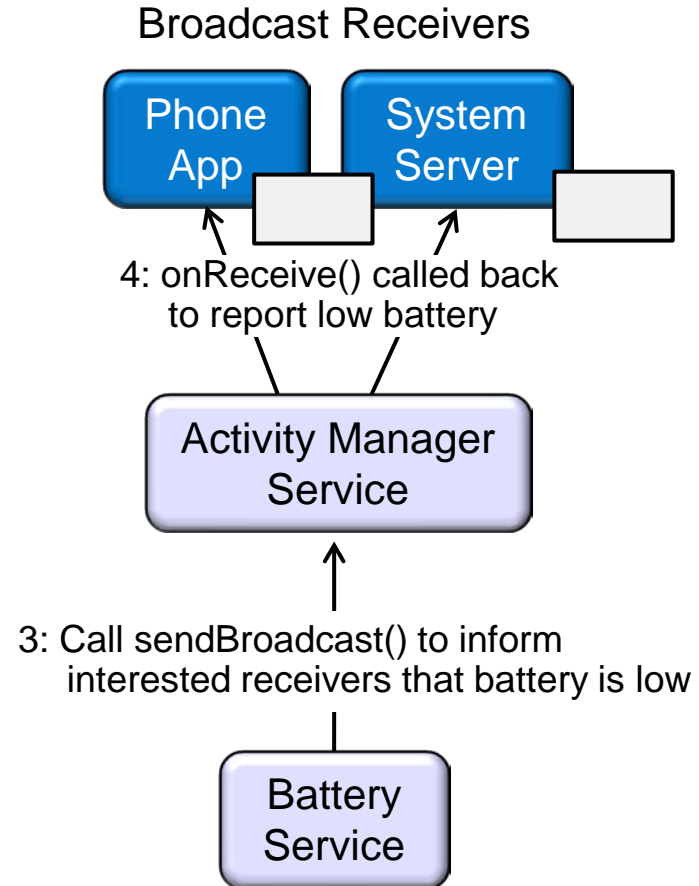 Broadcast Receivers
Phone
App
System
Server
4: onReceive() called back
to report low battery
Activity Manager
Service
3: Call sendBroadcast() to inform
interested receivers that battery is low
Battery
Service